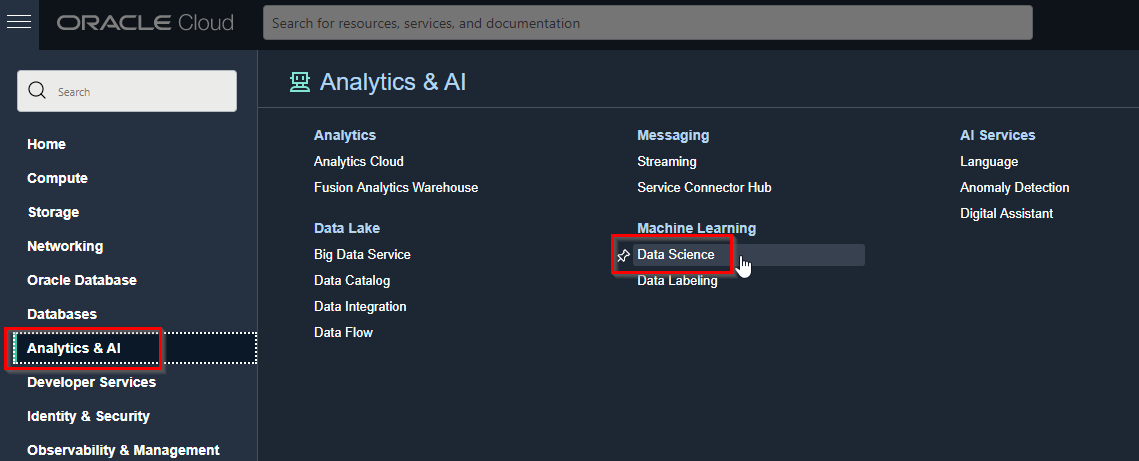 ORACLE Cloud
Search for resources, services, and documentation
Search
Home
Compute
Storage
Networking
Oracle Database
Databases
Analytics & AI
Developer Services
Identity & Security
Observability & Management
Analytics & AI
Analytics
Analytics Cloud
Fusion Analytics Warehouse
Data Lake
Big Data Service
Data Catalog
Data Integration
Data Flow
Messaging
Streaming
Service Connector Hub
Machine Learning
Data Science
Data Labeling
AI Services
Language
Anomaly Detection
Digital Assistant